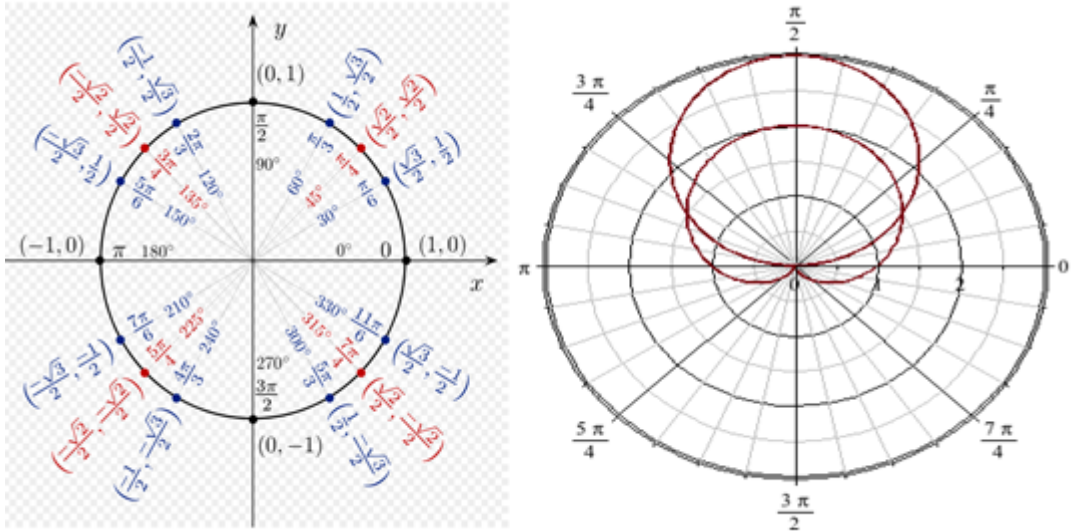 y
(0, 1)
(−1/2, √3/2)
(−√2/2, √2/2)
(−√3/2, 1/2)
(1/2, √3/2)
(√2/2, √2/2)
(√3/2, 1/2)
π/2
90°
2π/3
3π/4
5π/6
120°
135°
150°
π/3
π/4
π/6
60°
45°
30°
(−1, 0)
π
180°
0°
0
(1, 0)
x
7π/6
5π/4
4π/3
210°
225°
240°
330°
315°
300°
11π/6
7π/4
5π/3
270°
3π/2
(0, −1)
(−√3/2, −1/2)
(−√2/2, −√2/2)
(−1/2, −√3/2)
(√3/2, −1/2)
(√2/2, −√2/2)
(1/2, −√3/2)
π/2
3π/4
π/4
π
0
1
2
0
5π/4
7π/4
3π/2